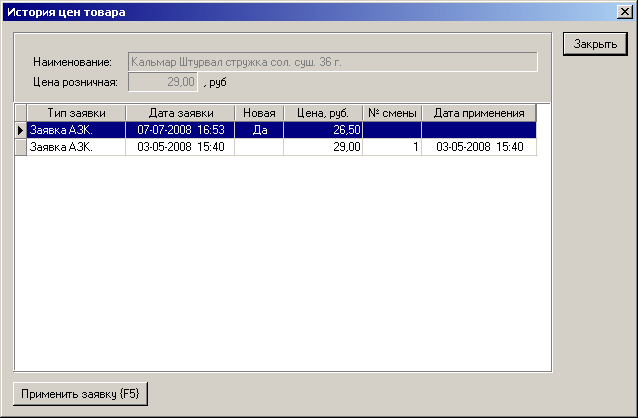 История цен товара
Закрыть
Наименование: Кальмар Штурвал стружка сол. суш. 36 г.
Цена розничная: 29,00 , руб
Тип заявки Дата заявки Новая Цена, руб. № смены Дата применения
Заявка АЗК. 07-07-2008 16:53 Да 26,50
Заявка АЗК. 03-05-2008 15:40 29,00 1 03-05-2008 15:40
Применить заявку {F5}